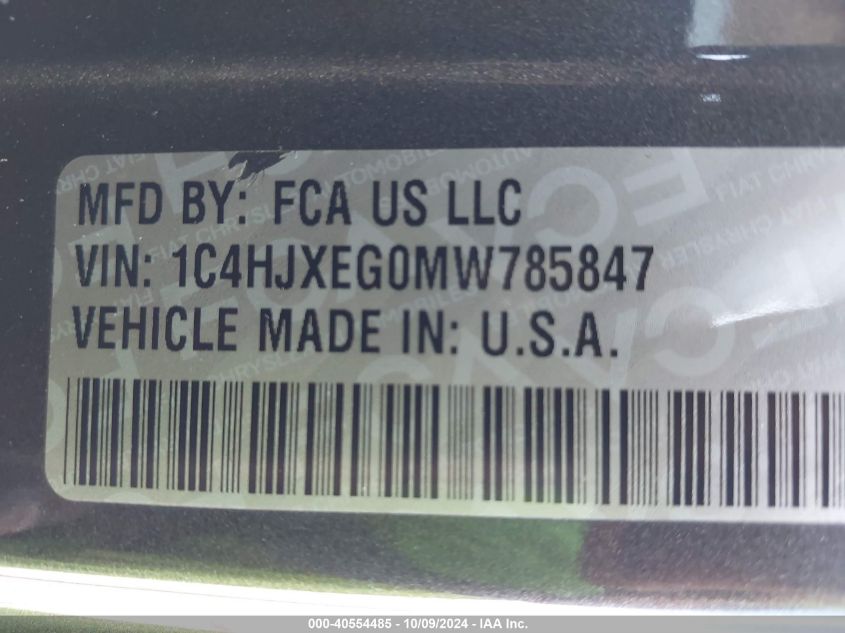 MFD BY: FCA US LLC
VIN: 1C4HJXEG0MW785847
VEHICLE MADE IN: U.S.A.
000-40554485 - 10/09/2024 - IAA Inc.